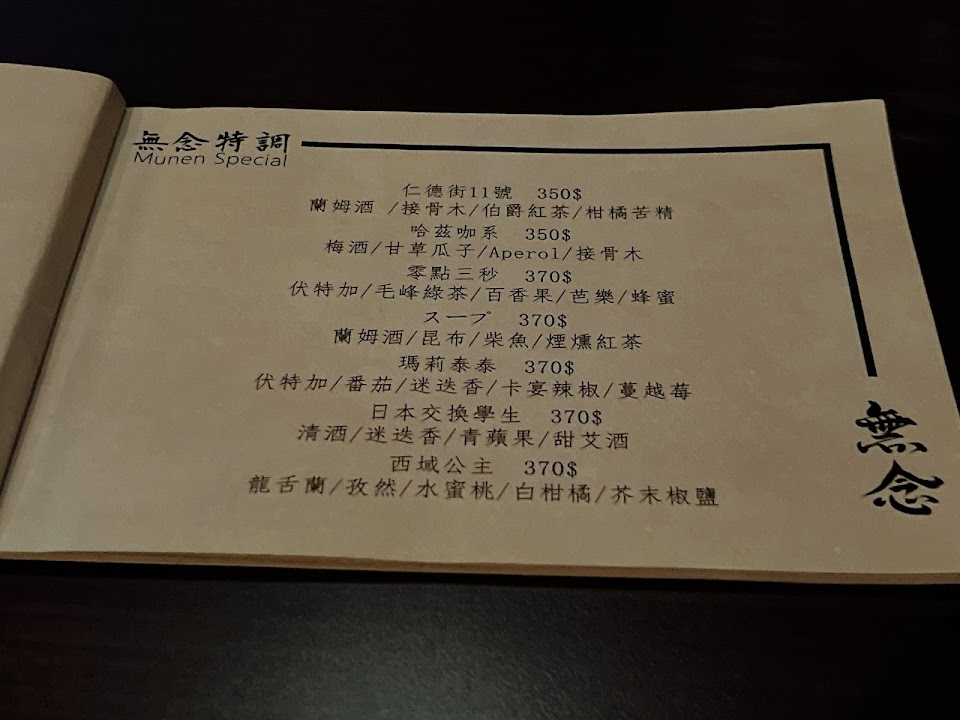 無念特調
Munen Special
仁德街11號 350$
蘭姆酒 /接骨木/伯爵紅茶/柑橘苦精
哈茲咖系 350$
梅酒/甘草瓜子/Aperol/接骨木
零點三秒 370$
伏特加/毛峰綠茶/百香果/芭樂/蜂蜜
スープ 370$
蘭姆酒/昆布/柴魚/煙燻紅茶
瑪莉泰泰 370$
伏特加/番茄/迷迭香/卡宴辣椒/蔓越莓
日本交換學生 370$
清酒/迷迭香/青蘋果/甜艾酒
西域公主 370$
龍舌蘭/孜然/水蜜桃/白柑橘/芥末椒鹽
無念